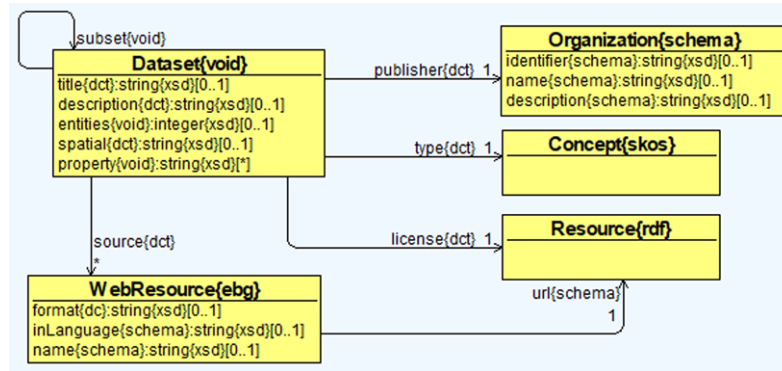 subset{void}
Dataset{void}
title{dct}:string{xsd}[0..1]
description{dct}:string{xsd}[0..1]
entities{void}:integer{xsd}[0..1]
spatial{dct}:string{xsd}[0..1]
property{void}:string{xsd}[*]
publisher{dct} 1
Organization{schema}
identifier{schema}:string{xsd}[0..1]
name{schema}:string{xsd}[0..1]
description{schema}:string{xsd}[0..1]
type{dct} 1
Concept{skos}
license{dct} 1
Resource{rdf}
source{dct}
*
WebResource{ebg}
format{dc}:string{xsd}[0..1]
inLanguage{schema}:string{xsd}[0..1]
name{schema}:string{xsd}[0..1]
url{schema}
1